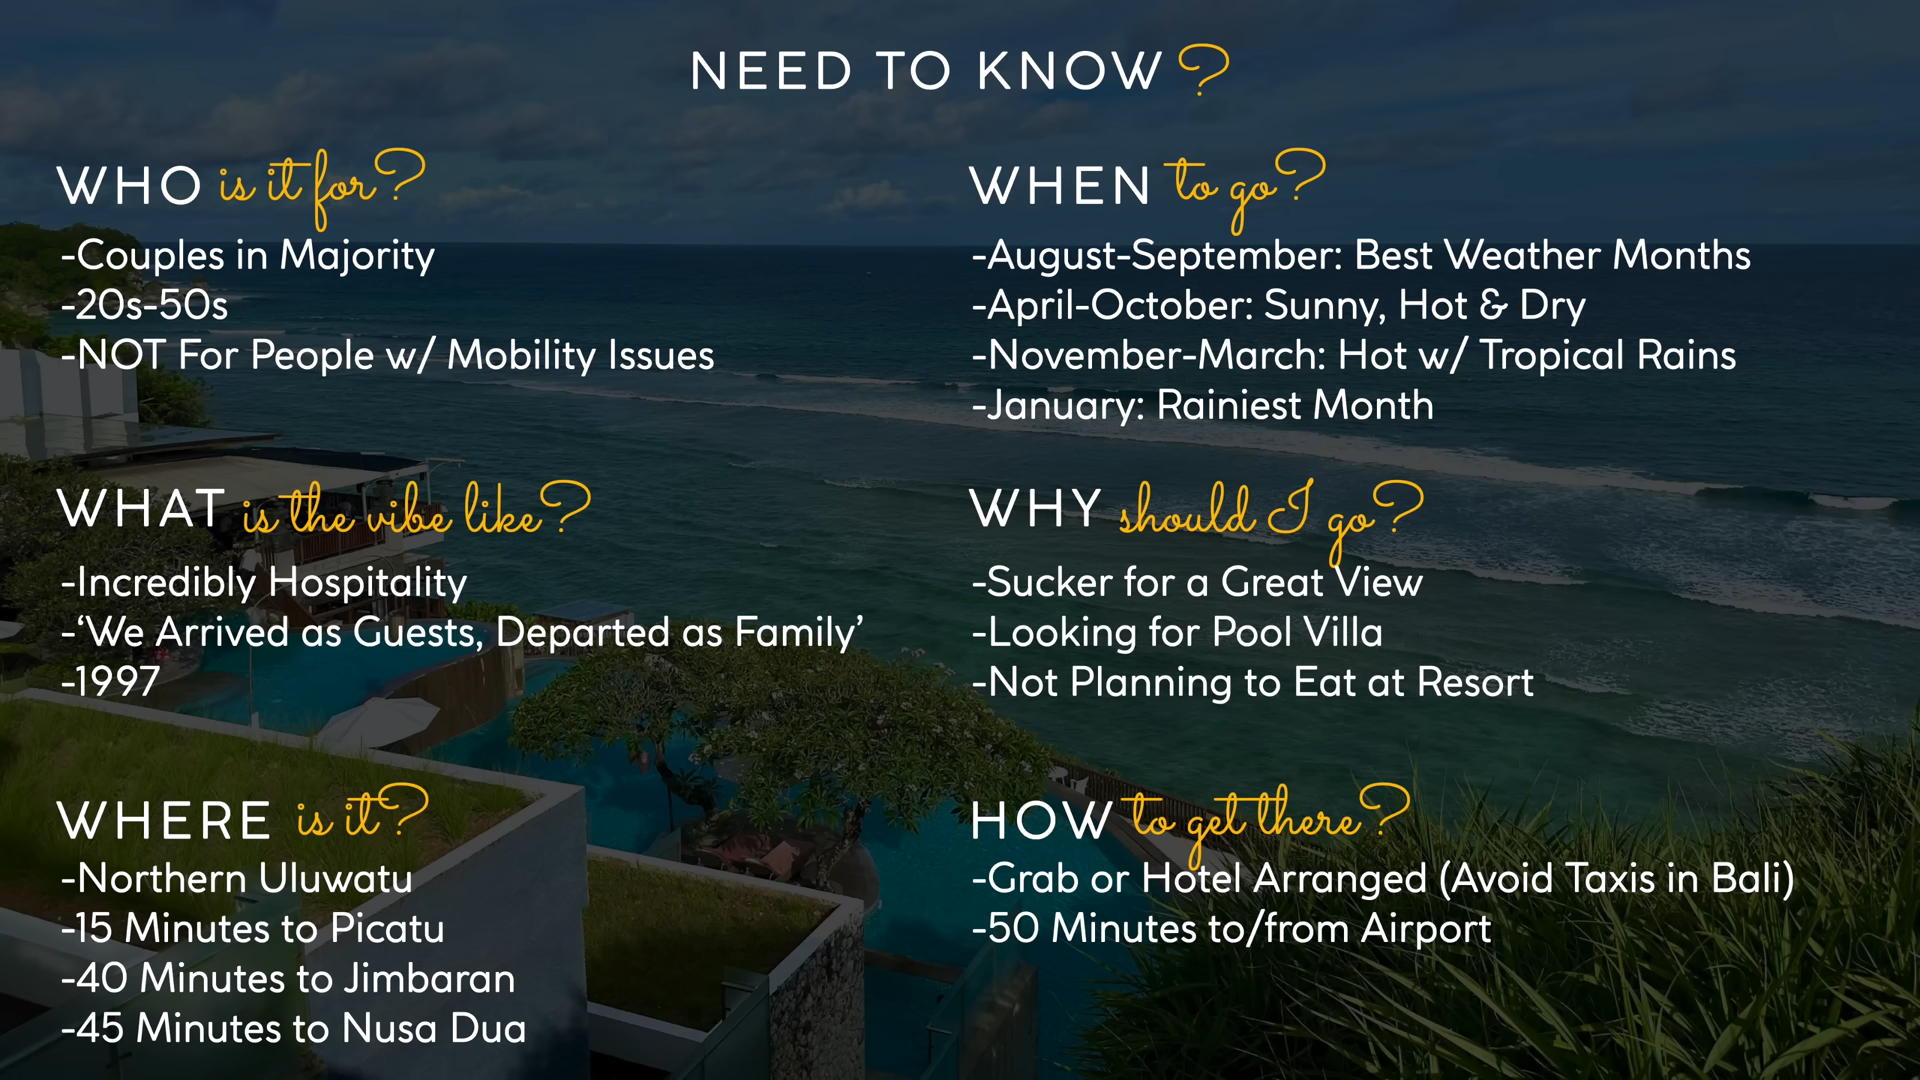 NEED TO KNOW?
WHO is it for?
-Couples in Majority
-20s-50s
-NOT For People w/ Mobility Issues
WHAT is the vibe like?
-Incredibly Hospitality
-‘We Arrived as Guests, Departed as Family’
-1997
WHERE is it?
-Northern Uluwatu
-15 Minutes to Picatu
-40 Minutes to Jimbaran
-45 Minutes to Nusa Dua
WHEN to go?
-August-September: Best Weather Months
-April-October: Sunny, Hot & Dry
-November-March: Hot w/ Tropical Rains
-January: Rainiest Month
WHY should I go?
-Sucker for a Great View
-Looking for Pool Villa
-Not Planning to Eat at Resort
HOW to get there?
-Grab or Hotel Arranged (Avoid Taxis in Bali)
-50 Minutes to/from Airport